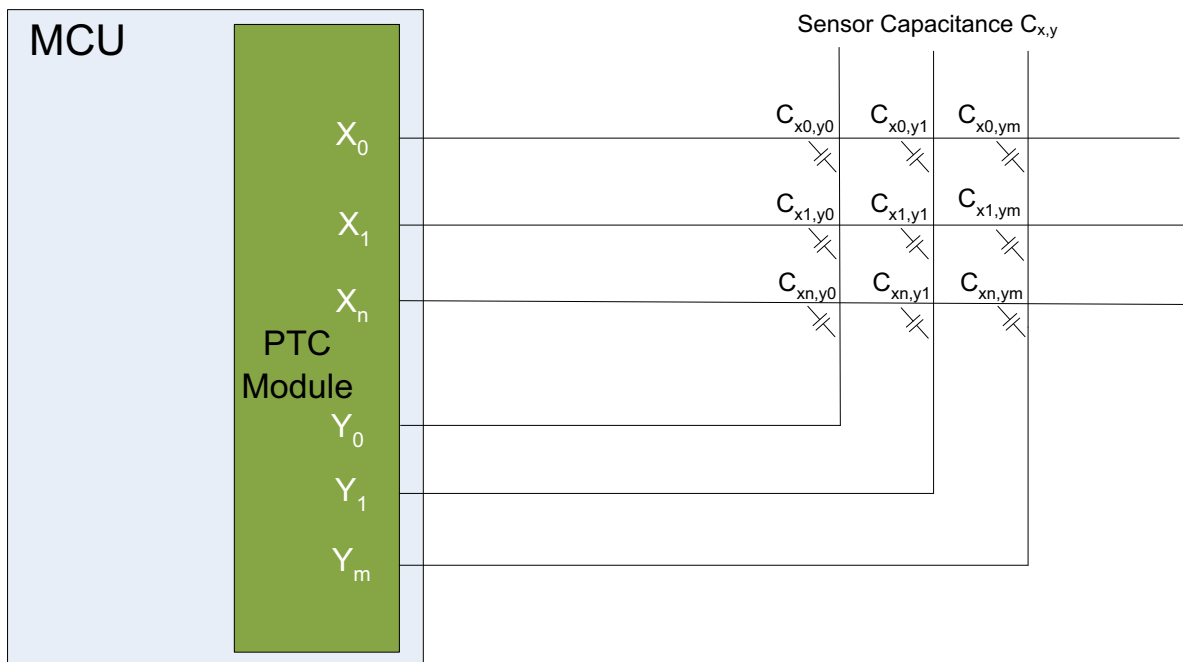 MCU
Sensor Capacitance Cx,y
Cx0,y0 Cx0,y1 Cx0,ym
X0
Cx1,y0 Cx1,y1 Cx1,ym
X1
Cxn,y0 Cxn,y1 Cxn,ym
Xn
PTC
Module
Y0
Y1
Ym